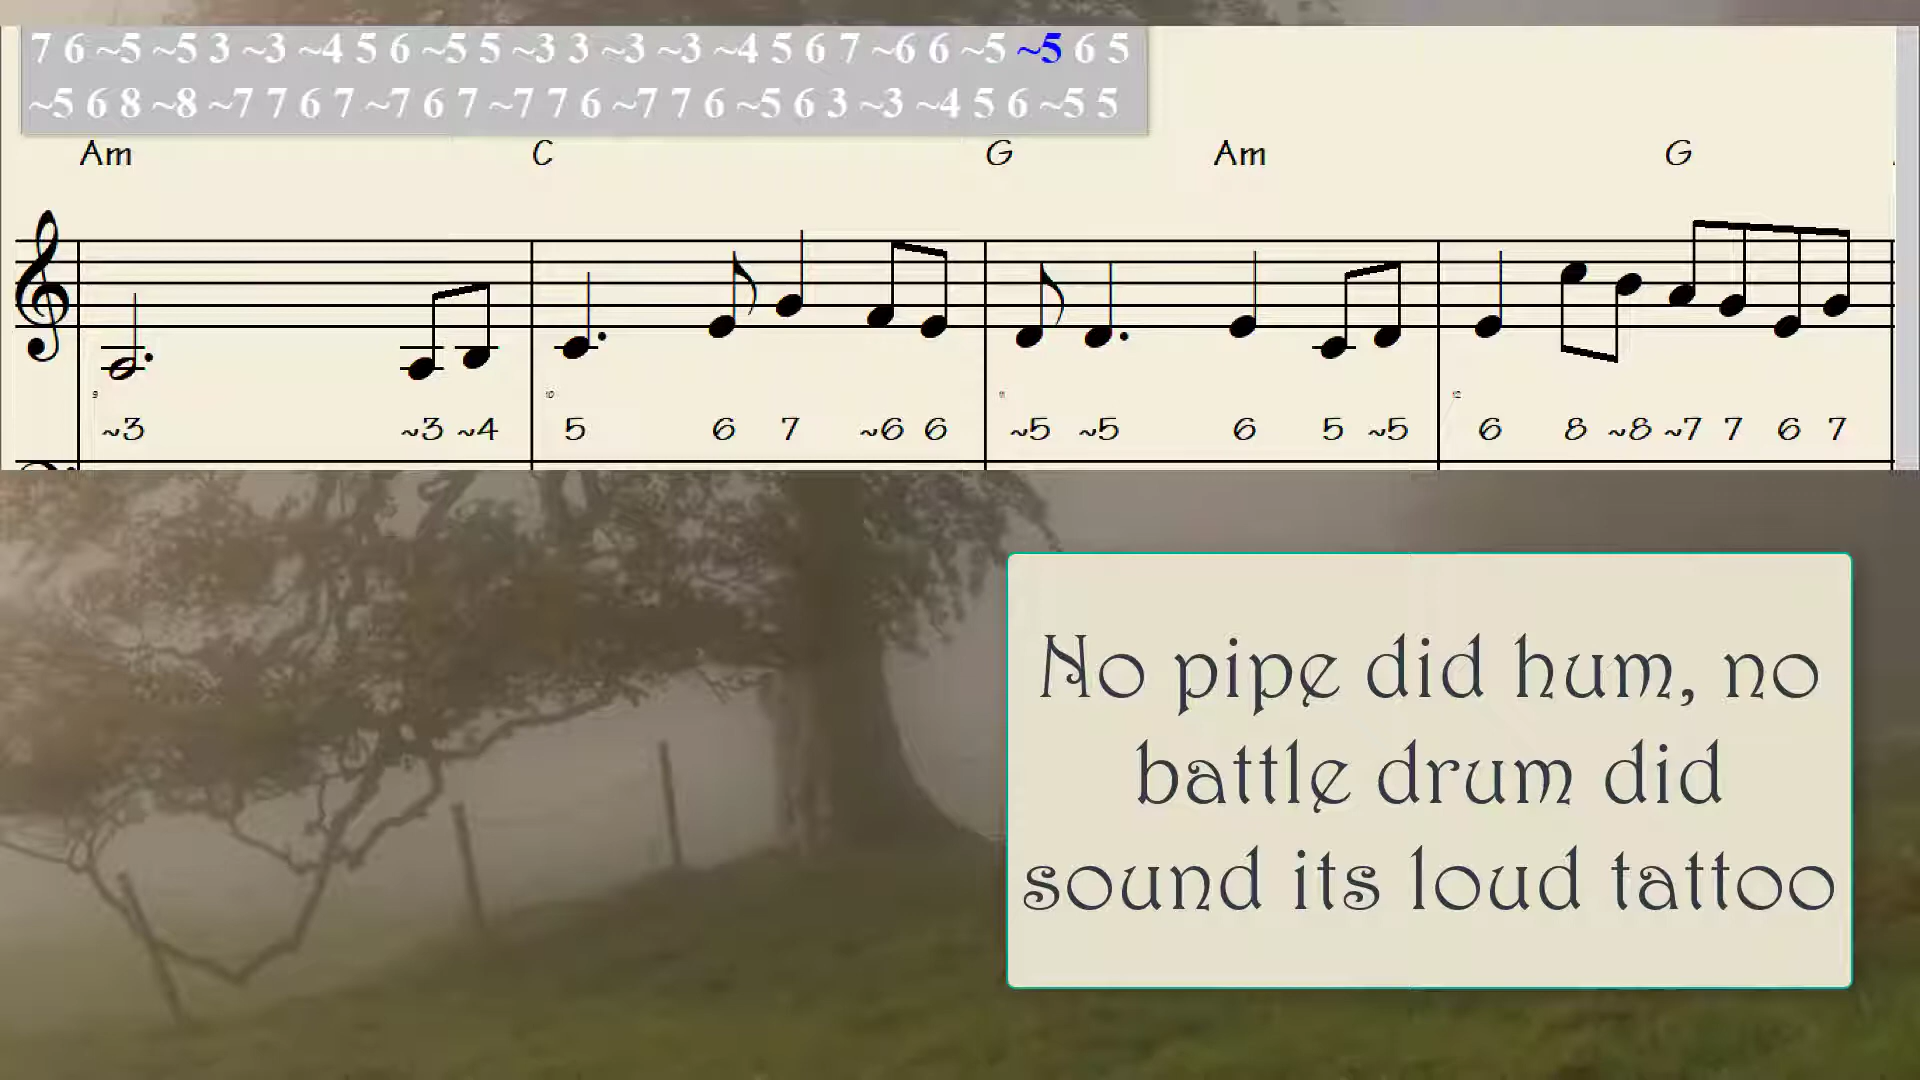 7 6 ~5 ~5 3 ~3 ~4 5 6 ~5 5 ~3 3 ~3 ~3 ~4 5 6 7 ~6 6 ~5 ~5 6 5
~5 6 8 ~8 ~7 7 6 7 ~7 6 7 ~7 7 6 ~7 7 6 ~5 6 3 ~3 ~4 5 6 ~5 5
Am C G Am G
9 10 11 12
~3 ~3 ~4 5 6 7 ~6 6 ~5 ~5 6 5 ~5 6 8 ~8 ~7 7 6 7
No pipe did hum, no
battle drum did
sound its loud tattoo